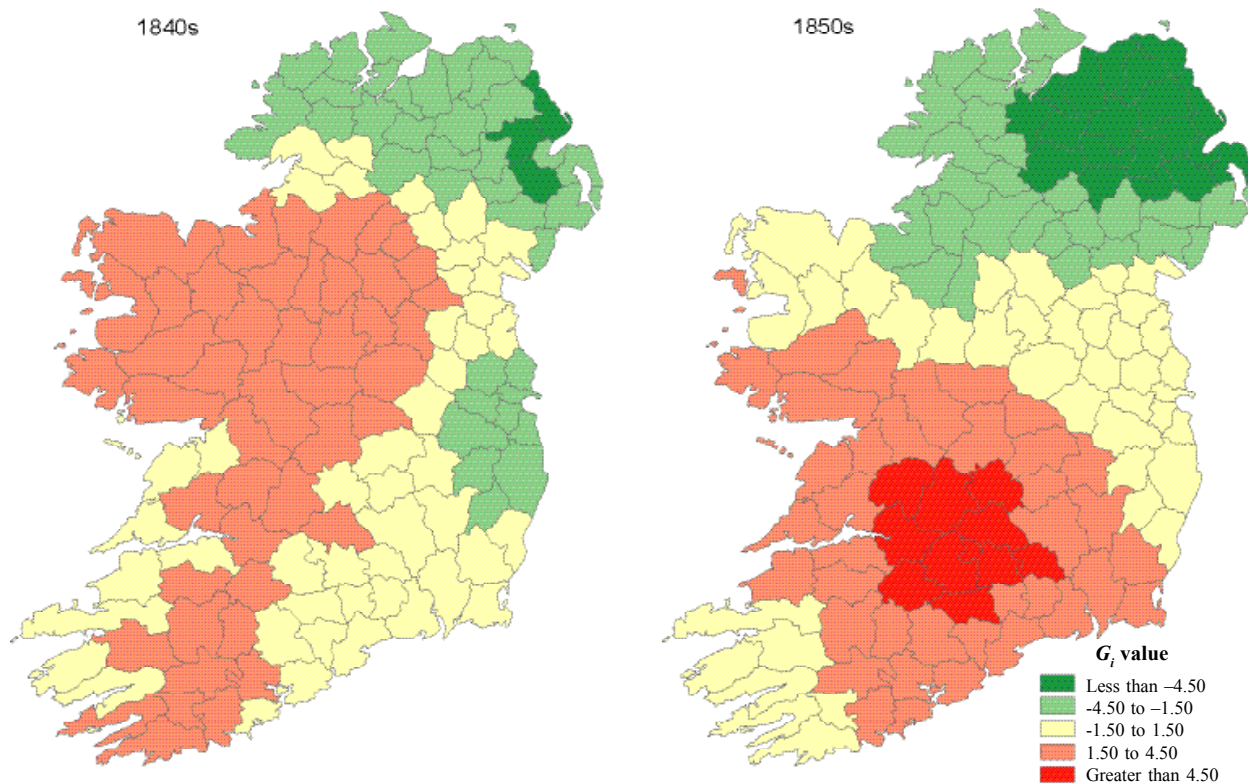 1840s
1850s
Gi value
Less than –4.50
-4.50 to –1.50
-1.50 to 1.50
1.50 to 4.50
Greater than 4.50